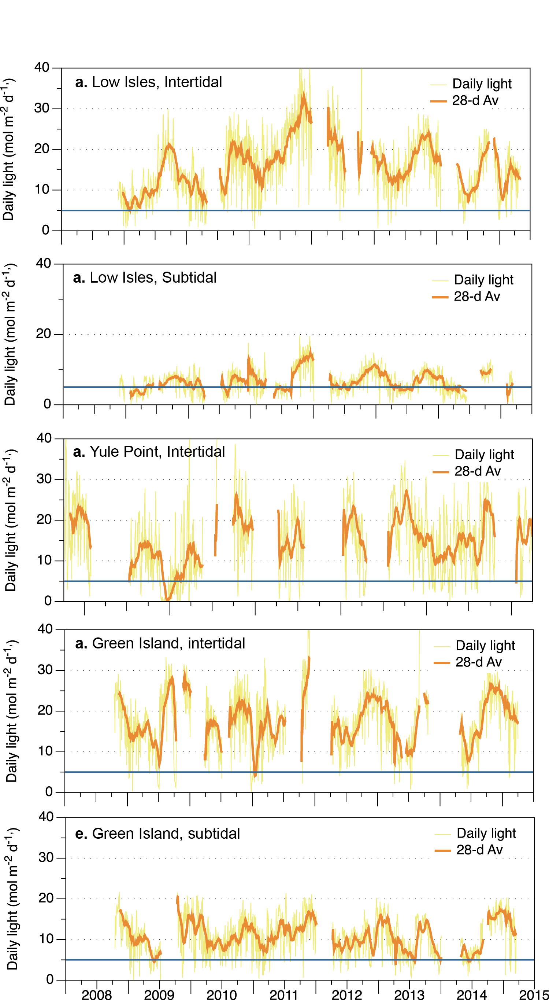 40
30
20
10
0
Daily light (mol m-2 d-1,)
a. Low Isles, Intertidal
Daily light
28-d Av
40
20
0
Daily light (mol m-2 d-1,)
a. Low Isles, Subtidal
Daily light
28-d Av
40
30
20
10
0
Daily light (mol m-2 d-1,)
a. Yule Point, Intertidal
Daily light
28-d Av
40
30
20
10
0
Daily light (mol m-2 d-1,)
a. Green Island, intertidal
Daily light
28-d Av
40
30
20
10
0
Daily light (mol m-2 d-1,)
e. Green Island, subtidal
Daily light
28-d Av
2008 2009 2010 2011 2012 2013 2014 2015